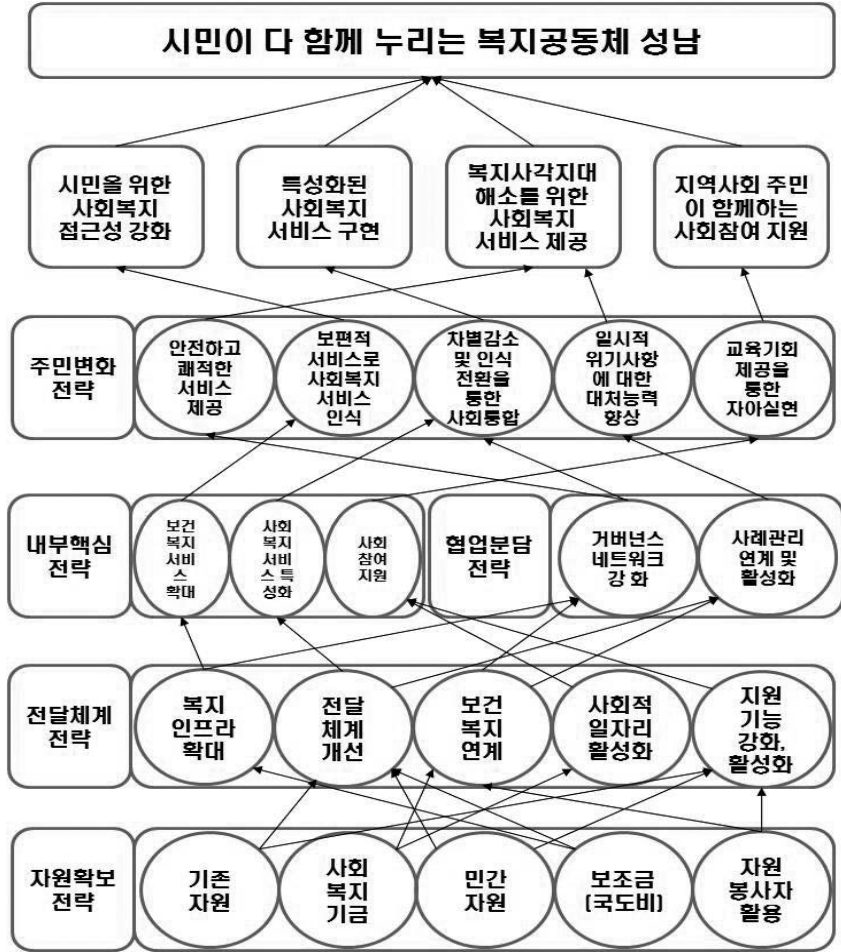 시민이 다 함께 누리는 복지공동체 성남
시민을 위한
사회복지
접근성 강화
특성화된
사회복지
서비스 구현
복지사각지대
해소를 위한
사회복지
서비스 제공
지역사회 주민
이 함께하는
사회참여 지원
주민변화
전략
안전하고
쾌적한
서비스
제공
보편적
서비스로
사회복지
서비스
인식
차별감소
및 인식
전환을
통한
사회통합
일시적
위기사항
에 대한
대처능력
향상
교육기회
제공을
통한
자아실현
내부핵심
전략
보건
복지
서비
스
확대
사회
복지
서비
스 특
성화
사회
참여
지원
협업분담
전략
거버넌스
네트워크
강 화
사례관리
연계 및
활성화
전달체계
전략
복지
인프라
확대
전달
체계
개선
보건
복지
연계
사회적
일자리
활성화
지원
기능
강화,
활성화
자원확보
전략
기존
자원
사회
복지
기금
민간
자원
보조금
(국도비)
자원
봉사자
활용